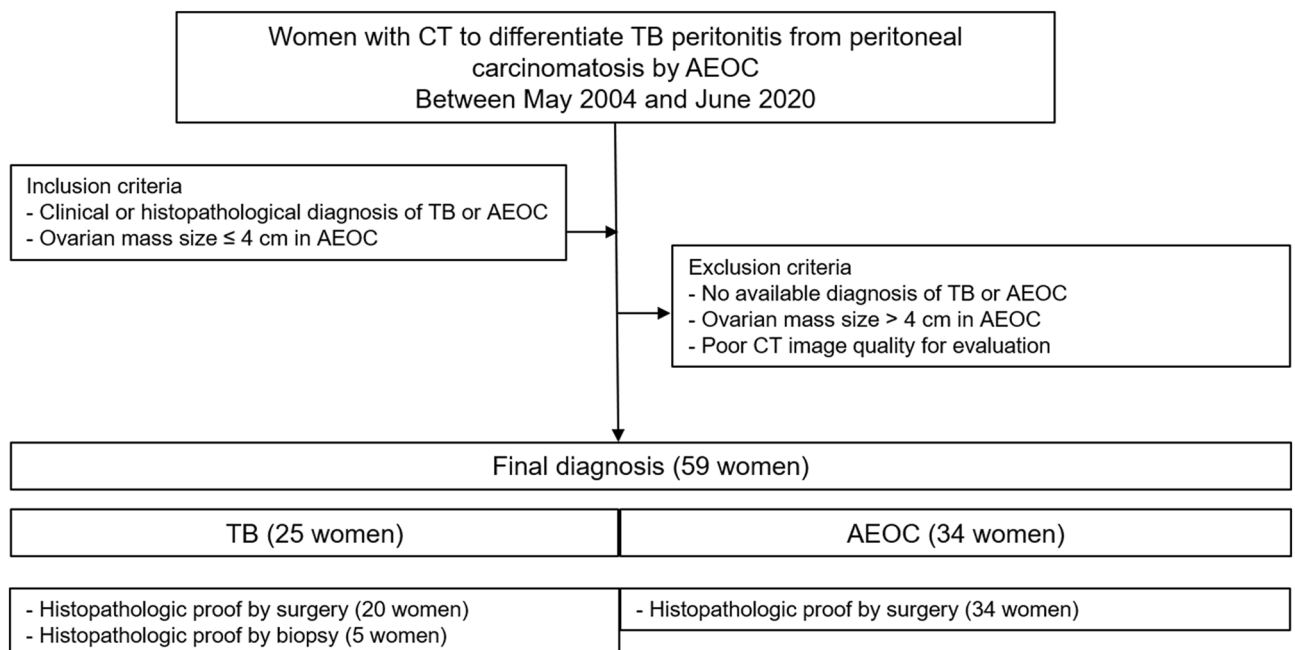 Women with CT to differentiate TB peritonitis from peritoneal
carcinomatosis by AEOC
Between May 2004 and June 2020
Inclusion criteria
- Clinical or histopathological diagnosis of TB or AEOC
- Ovarian mass size ≤ 4 cm in AEOC
Exclusion criteria
- No available diagnosis of TB or AEOC
- Ovarian mass size > 4 cm in AEOC
- Poor CT image quality for evaluation
Final diagnosis (59 women)
TB (25 women)
AEOC (34 women)
- Histopathologic proof by surgery (20 women)
- Histopathologic proof by biopsy (5 women)
- Histopathologic proof by surgery (34 women)